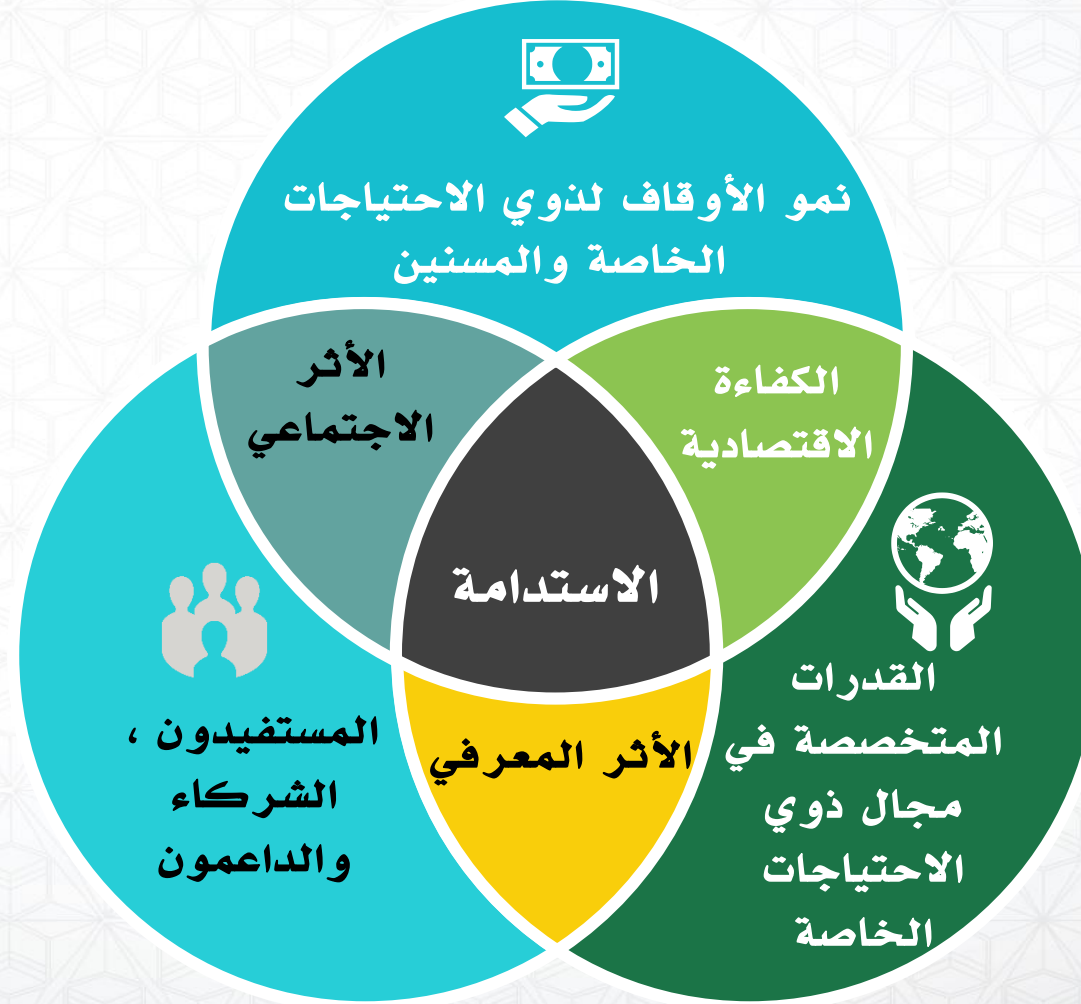 نمو الأوقاف لذوي الاحتياجات
الخاصة والمسنين
الكفاءة
الاقتصادية
الأثر
الاجتماعي
الاستدامة
القدرات
المتخصصة في
مجال ذوي
الاحتياجات
الخاصة
الأثر المعرفي
المستفيدون ،
الشركاء
والداعمون